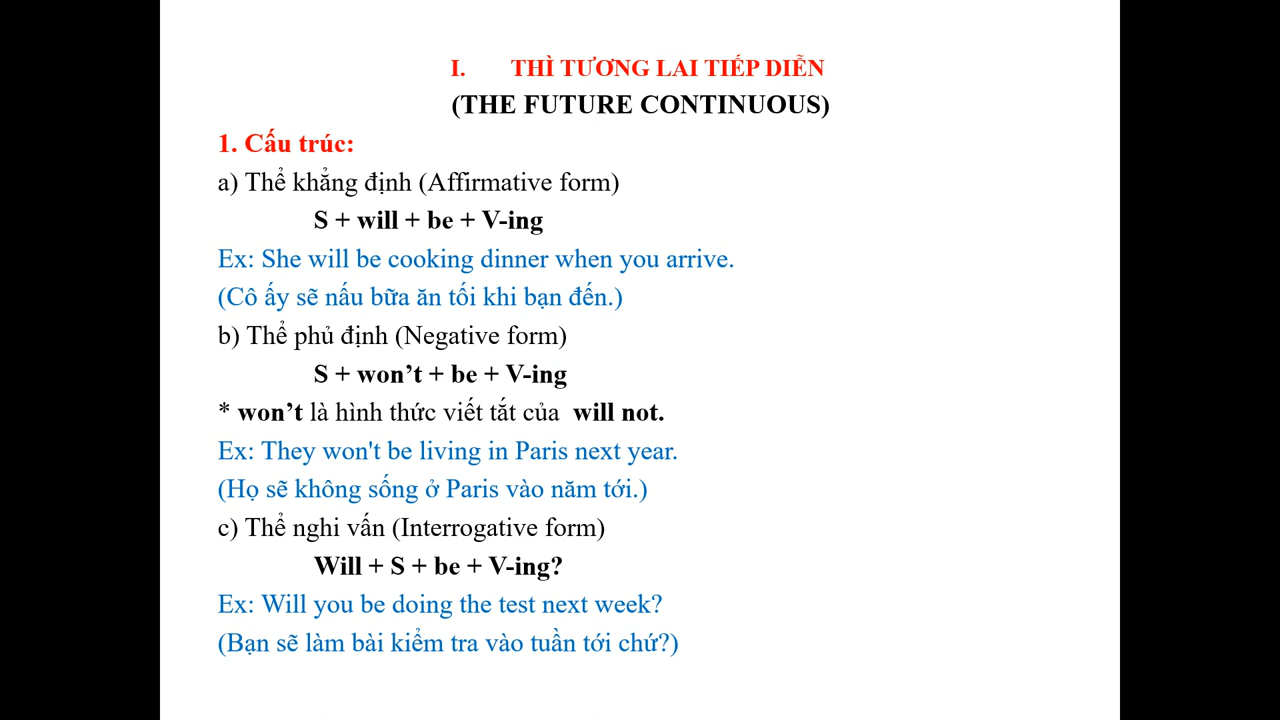 I. THÌ TƯƠNG LAI TIẾP DIỄN
(THE FUTURE CONTINUOUS)
1. Cấu trúc:
a) Thể khẳng định (Affirmative form)
S + will + be + V-ing
Ex: She will be cooking dinner when you arrive.
(Cô ấy sẽ nấu bữa ăn tối khi bạn đến.)
b) Thể phủ định (Negative form)
S + won’t + be + V-ing
* won’t là hình thức viết tắt của will not.
Ex: They won't be living in Paris next year.
(Họ sẽ không sống ở Paris vào năm tới.)
c) Thể nghi vấn (Interrogative form)
Will + S + be + V-ing?
Ex: Will you be doing the test next week?
(Bạn sẽ làm bài kiểm tra vào tuần tới chứ?)